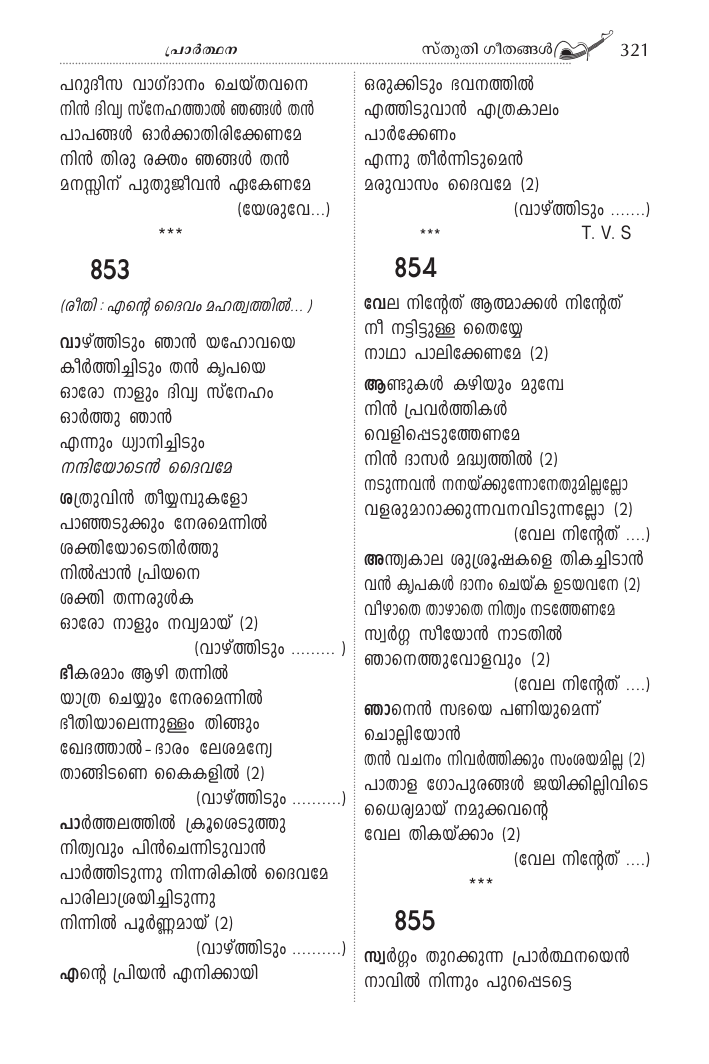 പ്രാർത്ഥന
സ്തുതി ഗീതങ്ങൾ 321
പറുദീസ വാഗ്ദാനം ചെയ്തവനെ
നിൻ ദിവ്യ സ്നേഹത്താൽ ഞങ്ങൾ തൻ
പാപങ്ങൾ ഓർക്കാതിരിക്കേണമേ
നിൻ തിരു രക്തം ഞങ്ങൾ തൻ
മനസ്സിന് പുതുജീവൻ ഏകേണമേ
(യേശുവേ...)
***
853
(രീതി : എന്റെ ദൈവം മഹത്വത്തിൽ... )
വാഴ്ത്തിടും ഞാൻ യഹോവയെ
കീർത്തിച്ചിടും തൻ കൃപയെ
ഓരോ നാളും ദിവ്യ സ്നേഹം
ഓർത്തു ഞാൻ
എന്നും ധ്യാനിച്ചിടും
നന്ദിയോടെൻ ദൈവമേ
ശത്രുവിൻ തീയ്യമ്പുകളോ
പാഞ്ഞടുക്കും നേരമെന്നിൽ
ശക്തിയോടെതിർത്തു
നിൽപ്പാൻ പ്രിയനെ
ശക്തി തന്നരുൾക
ഓരോ നാളും നവ്യമായ് (2)
(വാഴ്ത്തിടും ......... )
ഭീകരമാം ആഴി തന്നിൽ
യാത്ര ചെയ്യും നേരമെന്നിൽ
ഭീതിയാലെന്നുള്ളം തിങ്ങും
ഖേദത്താൽ-ഭാരം ലേശമന്യേ
താങ്ങിടണെ കൈകളിൽ (2)
(വാഴ്ത്തിടും ..........)
പാർത്തലത്തിൽ ക്രൂശെടുത്തു
നിത്യവും പിൻചെന്നിടുവാൻ
പാർത്തിടുന്നു നിന്നരികിൽ ദൈവമേ
പാരിലാശ്രയിച്ചിടുന്നു
നിന്നിൽ പൂർണ്ണമായ് (2)
(വാഴ്ത്തിടും ..........)
എന്റെ പ്രിയൻ എനിക്കായി
ഒരുക്കിടും ഭവനത്തിൽ
എത്തിടുവാൻ എത്രകാലം
പാർക്കേണം
എന്നു തീർന്നിടുമെൻ
മരുവാസം ദൈവമേ (2)
(വാഴ്ത്തിടും .......)
*** T. V. S
854
വേല നിന്റേത് ആത്മാക്കൾ നിന്റേത്
നീ നട്ടിട്ടുള്ള തൈയ്യേ
നാഥാ പാലിക്കേണമേ (2)
ആണ്ടുകൾ കഴിയും മുമ്പേ
നിൻ പ്രവർത്തികൾ
വെളിപ്പെടുത്തേണമേ
നിൻ ദാസർ മദ്ധ്യത്തിൽ (2)
നടുന്നവൻ നനയ്ക്കുന്നോനേതുമില്ലല്ലോ
വളരുമാറാക്കുന്നവനവിടുന്നല്ലോ (2)
(വേല നിന്റേത് ....)
അന്ത്യകാല ശുശ്രൂഷകളെ തികച്ചിടാൻ
വൻ കൃപകൾ ദാനം ചെയ്ക ഉടയവനേ (2)
വീഴാതെ താഴാതെ നിത്യം നടത്തേണമേ
സ്വർഗ്ഗ സീയോൻ നാടതിൽ
ഞാനെത്തുവോളവും (2)
(വേല നിന്റേത് ....)
ഞാനെൻ സഭയെ പണിയുമെന്ന്
ചൊല്ലിയോൻ
തൻ വചനം നിവർത്തിക്കും സംശയമില്ല (2)
പാതാള ഗോപുരങ്ങൾ ജയിക്കില്ലിവിടെ
ധൈര്യമായ് നമുക്കവന്റെ
വേല തികയ്ക്കാം (2)
(വേല നിന്റേത് ....)
***
855
സ്വർഗ്ഗം തുറക്കുന്ന പ്രാർത്ഥനയെൻ
നാവിൽ നിന്നും പുറപ്പെടട്ടെ